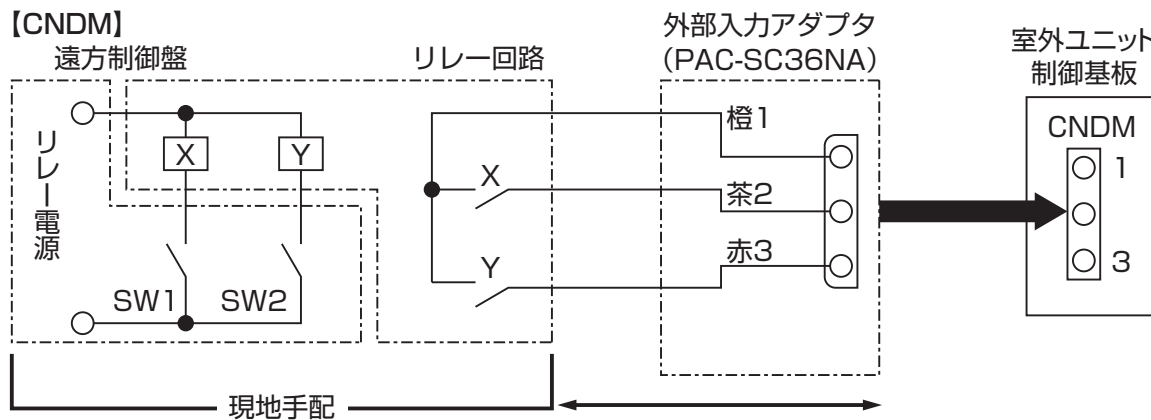 【CNDM】
遠方制御盤
リレー回路
外部入力アダプタ
（PAC-SC36NA）
室外ユニット
制御基板
リレー電源
X
Y
SW1
SW2
X
Y
橙1
茶2
赤3
CNDM
1
3
現地手配